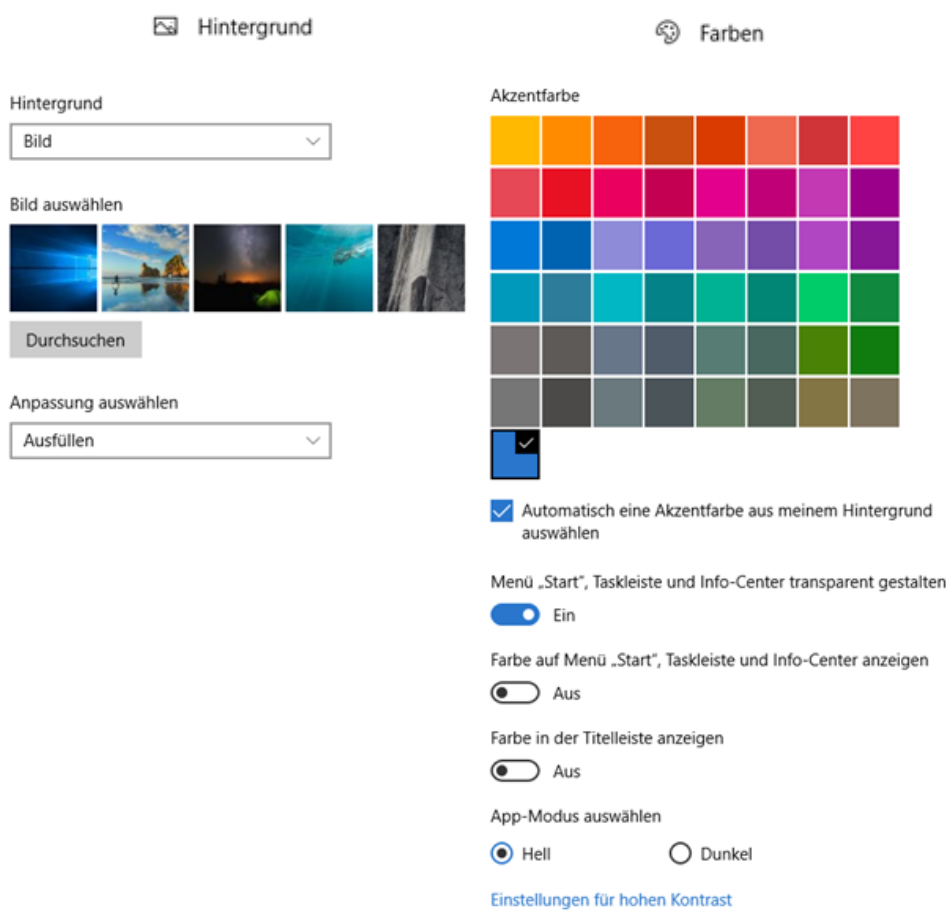 Hintergrund
Hintergrund
Bild
Bild auswählen
Durchsuchen
Anpassung auswählen
Ausfüllen
Farben
Akzentfarbe
Automatisch eine Akzentfarbe aus meinem Hintergrund
auswählen
Menü „Start“, Taskleiste und Info-Center transparent gestalten
Ein
Farbe auf Menü „Start“, Taskleiste und Info-Center anzeigen
Aus
Farbe in der Titelleiste anzeigen
Aus
App-Modus auswählen
Hell
Dunkel
Einstellungen für hohen Kontrast